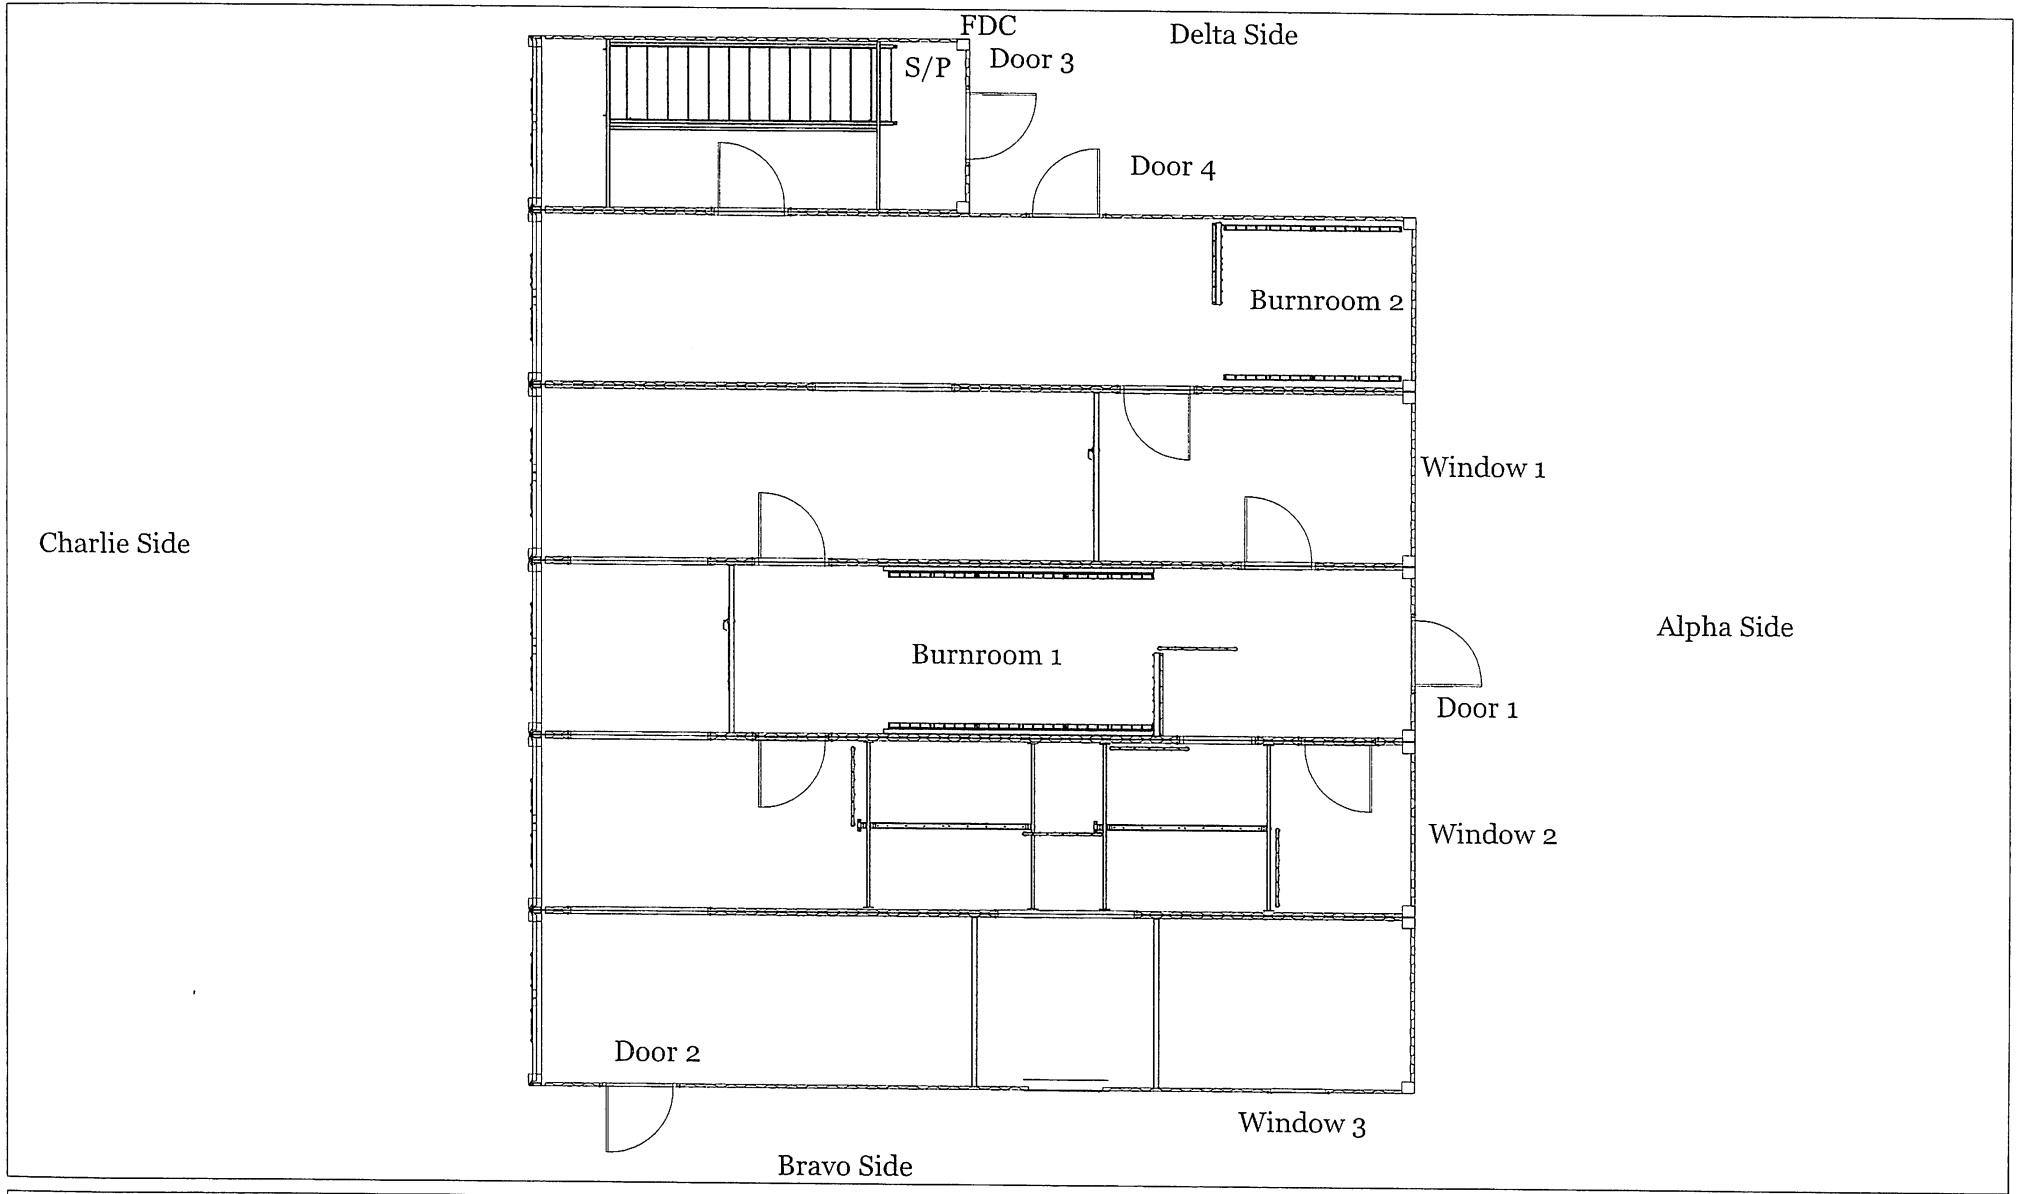 FDC
Delta Side
Door 3
S/P
Door 4
Burnroom 2
Window 1
Charlie Side
Alpha Side
Burnroom 1
Door 1
Window 2
Door 2
Window 3
Bravo Side